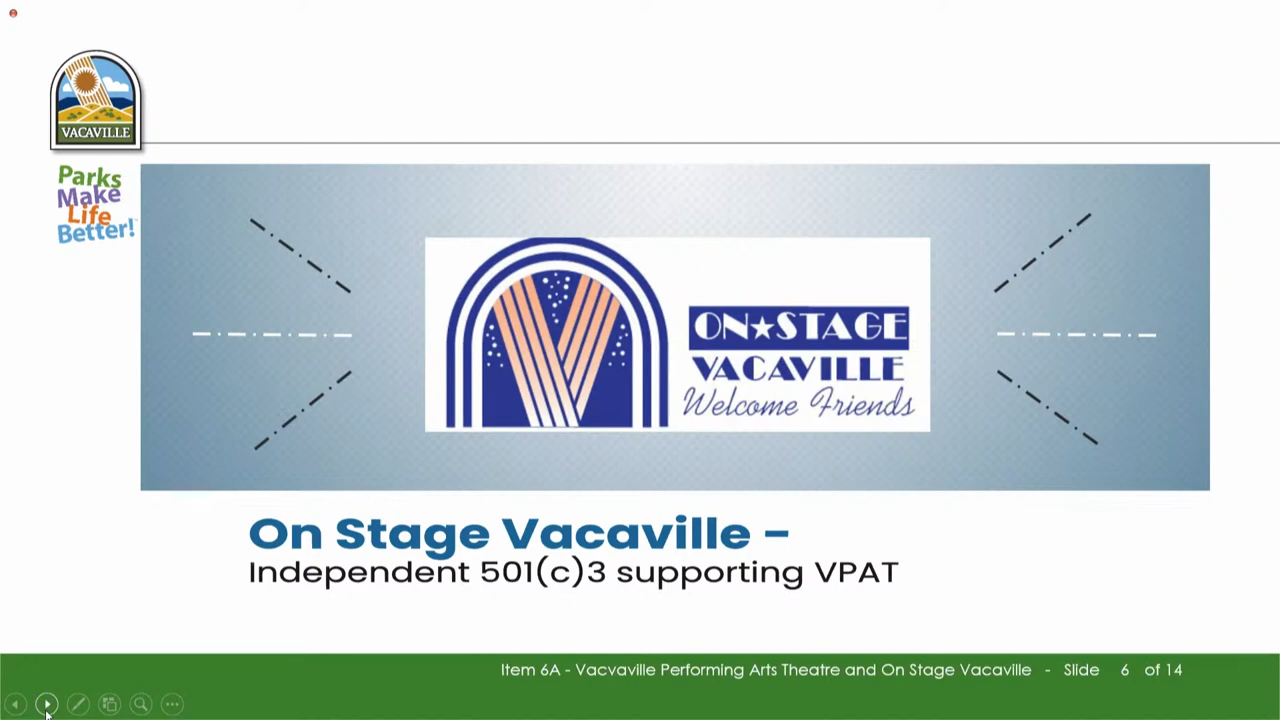 VACAVILLE
Parks
Make
Life
Better!
ON★STAGE
VACAVILLE
Welcome Friends
On Stage Vacaville –
Independent 501(c)3 supporting VPAT
Item 6A - Vacvaville Performing Arts Theatre and On Stage Vacaville - Slide 6 of 14